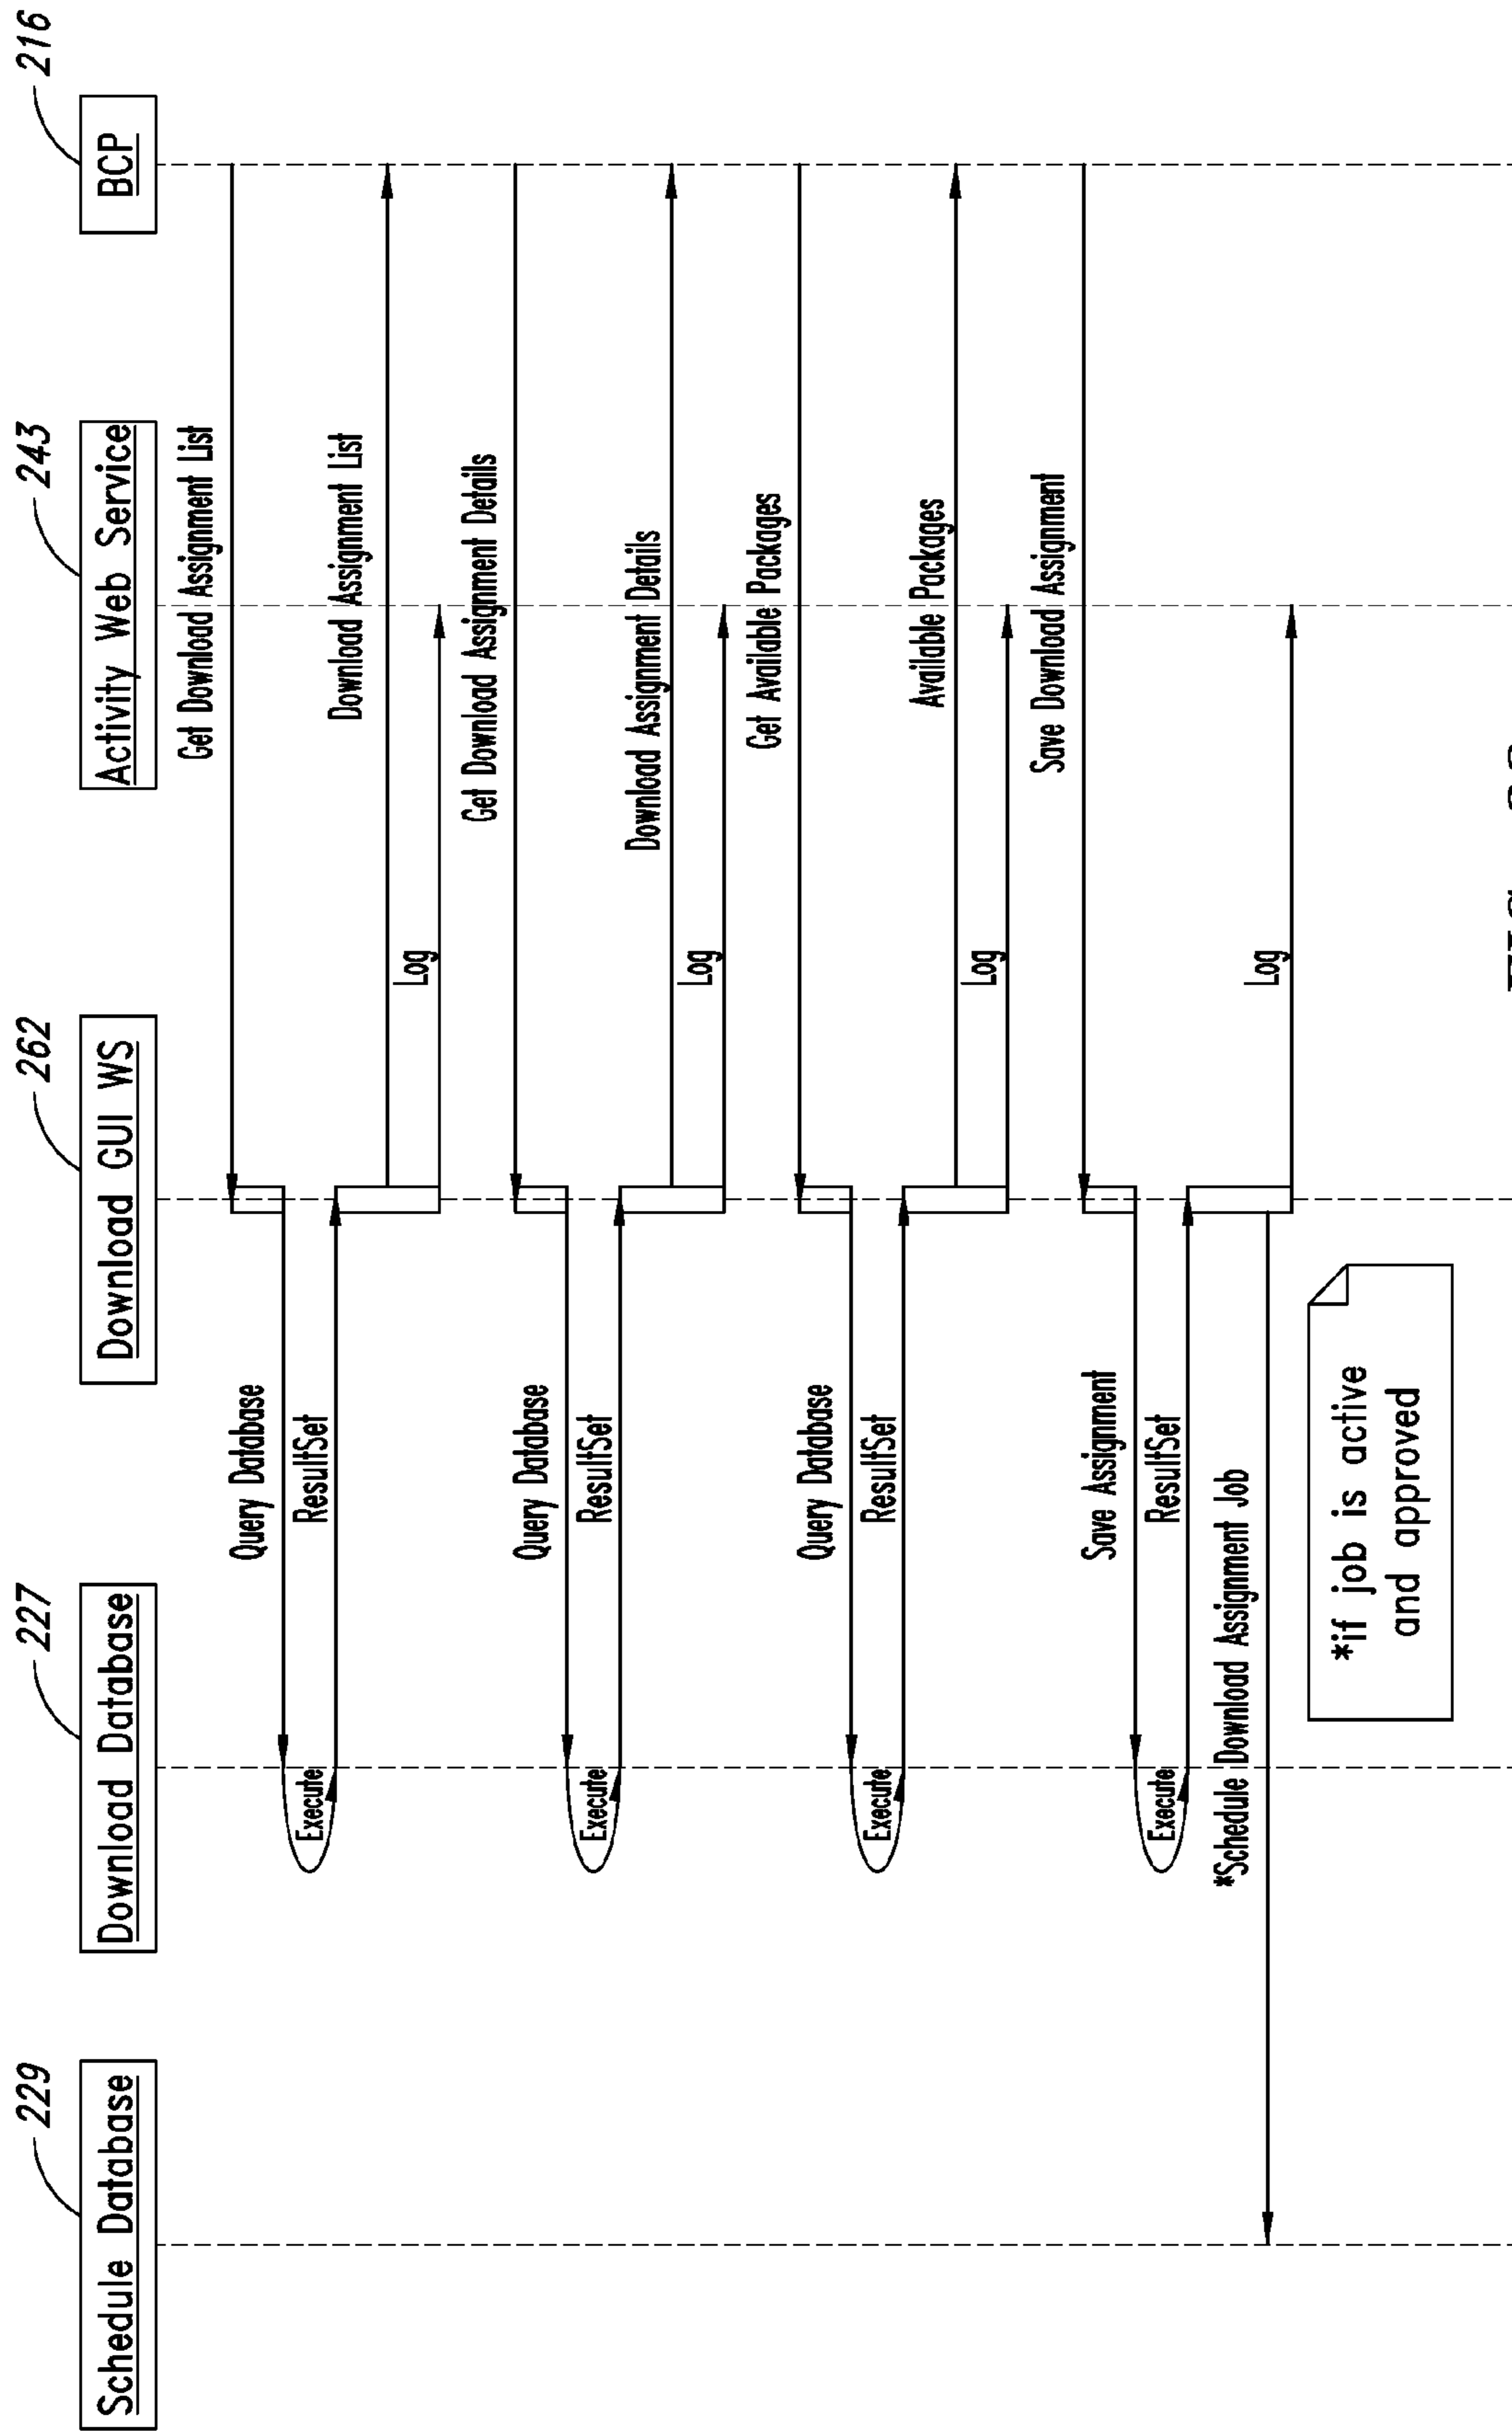 229
Schedule Database
227
Download Database
262
Download GUI WS
243
Activity Web Service
216
BCP
Get Download Assignment List
Query Database
Execute
ResultSet
Download Assignment List
Log
Get Download Assignment Details
Query Database
Execute
ResultSet
Download Assignment Details
Log
Get Available Packages
Query Database
Execute
ResultSet
Available Packages
Log
Save Download Assignment
Save Assignment
Execute
ResultSet
*Schedule Download Assignment Job
Log
*if job is active
and approved